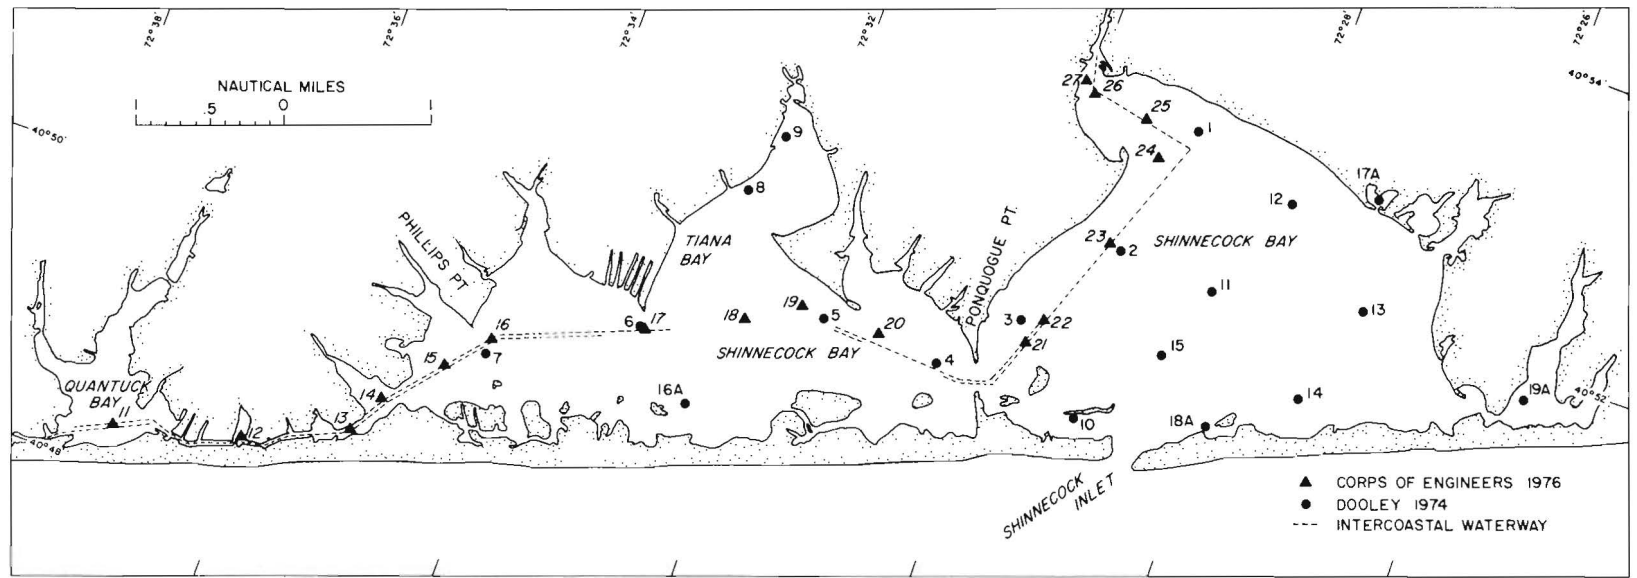 72°38'
72°36'
72°34'
72°32'
72°28'
72°26'
NAUTICAL MILES
.5
0
1
40°50'
40°54'
27
26
25
1
24
9
8
17A
12
PHILLIPS PT.
TIANA
BAY
PONQUOGUE PT.
23
2
SHINNECOCK BAY
11
13
19
18
5
20
6
17
3
22
21
16
15
7
SHINNECOCK BAY
4
15
14
QUANTUCK
BAY
11
14
13
12
16A
10
18A
19A
40°52'
40°48'
SHINNECOCK
INLET
▲ CORPS OF ENGINEERS 1976
● DOOLEY 1974
---- INTERCOASTAL WATERWAY